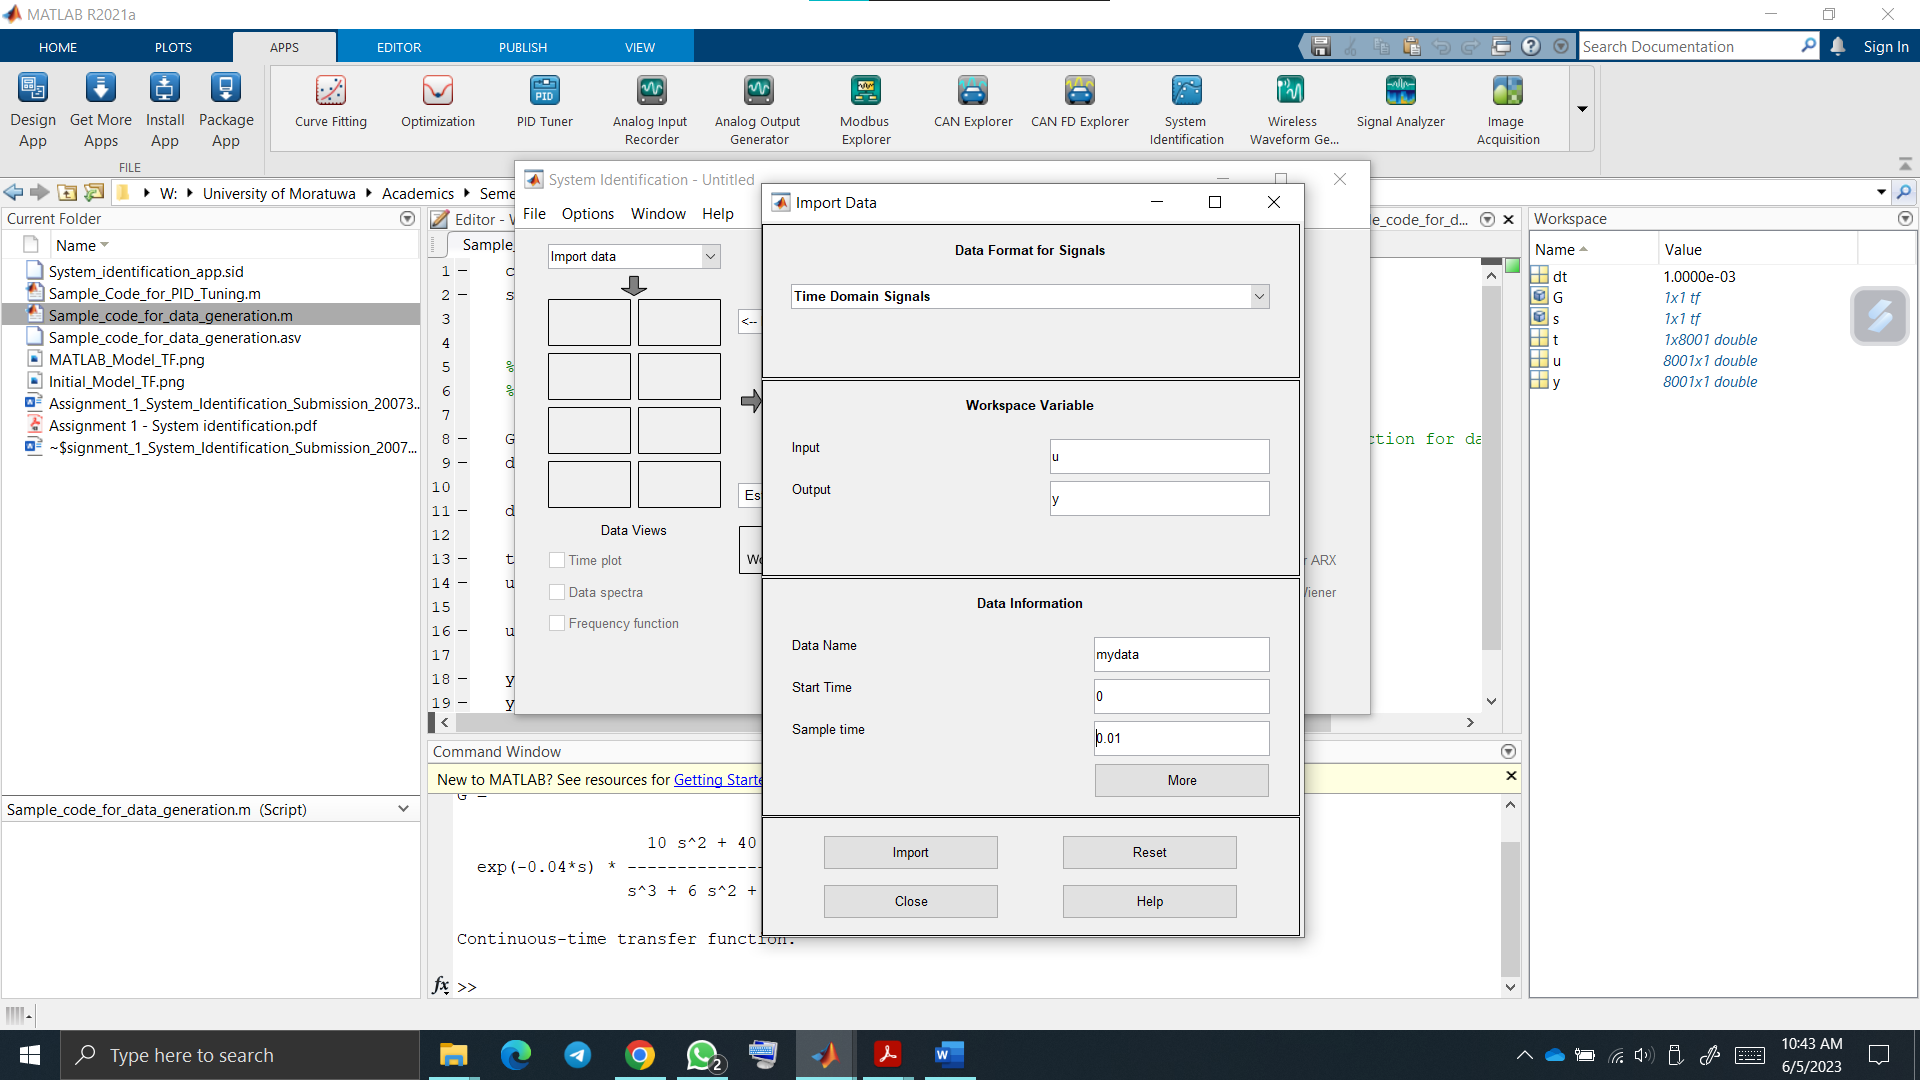 MATLAB R2021a
HOME PLOTS APPS EDITOR PUBLISH VIEW
Search Documentation
Sign In
Design App
Get More Apps
Install App
Package App
FILE
Curve Fitting
Optimization
PID Tuner
Analog Input Recorder
Analog Output Generator
Modbus Explorer
CAN Explorer
CAN FD Explorer
System Identification
Wireless Waveform Ge...
Signal Analyzer
Image Acquisition
W: University of Moratuwa Academics Seme
Current Folder
Name
System_identification_app.sid
Sample_Code_for_PID_Tuning.m
Sample_code_for_data_generation.m
Sample_code_for_data_generation.asv
MATLAB_Model_TF.png
Initial_Model_TF.png
Assignment_1_System_Identification_Submission_20073...
Assignment 1 - System identification.pdf
~$signment_1_System_Identification_Submission_2007...
Sample_code_for_data_generation.m (Script)
Editor - W
le_code_for_d...
Sample_
1 c
2 s
3
4
5 %
6 %
7
8 G
ction for da
9 d
10
11 d
12
13 t
14 u
15
16 u
17
18 y
19 y
System Identification - Untitled
File Options Window Help
Import data
<--
Es
Wo
Data Views
Time plot
Data spectra
Frequency function
r ARX
Viener
Import Data
Data Format for Signals
Time Domain Signals
Workspace Variable
Input u
Output y
Data Information
Data Name mydata
Start Time 0
Sample time 0.01
More
Import Reset
Close Help
Command Window
New to MATLAB? See resources for Getting Starte
G =
10 s^2 + 40
exp(-0.04*s) * --------------
s^3 + 6 s^2 +
Continuous-time transfer function.
fx >>
Workspace
Name Value
dt 1.0000e-03
G 1x1 tf
s 1x1 tf
t 1x8001 double
u 8001x1 double
y 8001x1 double
Type here to search
2
10:43 AM
6/5/2023